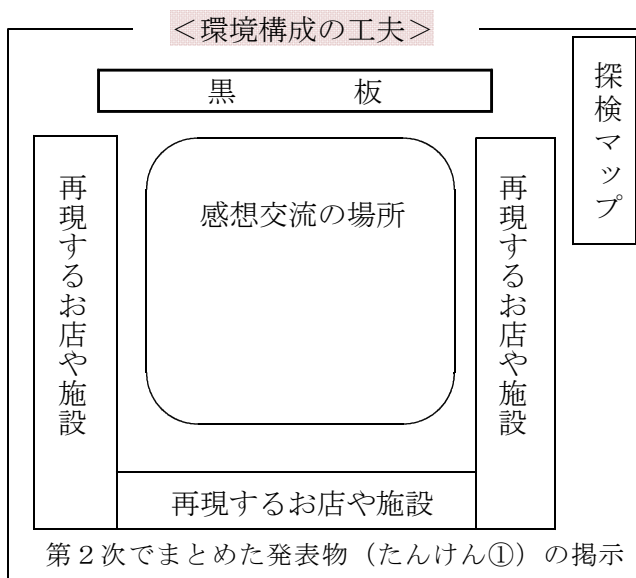 ＜環境構成の工夫＞
黒　　　板
探検マップ
再現するお店や施設
感想交流の場所
再現するお店や施設
再現するお店や施設
第２次でまとめた発表物（たんけん①）の掲示